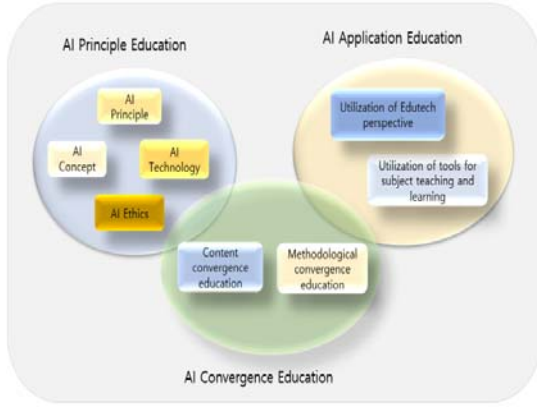 AI Principle Education
AI Application Education
AI
Principle
AI
Concept
AI
Technology
AI Ethics
Utilization of Edutech
perspective
Utilization of tools for
subject teaching and
learning
Content
convergence
education
Methodological
convergence
education
AI Convergence Education